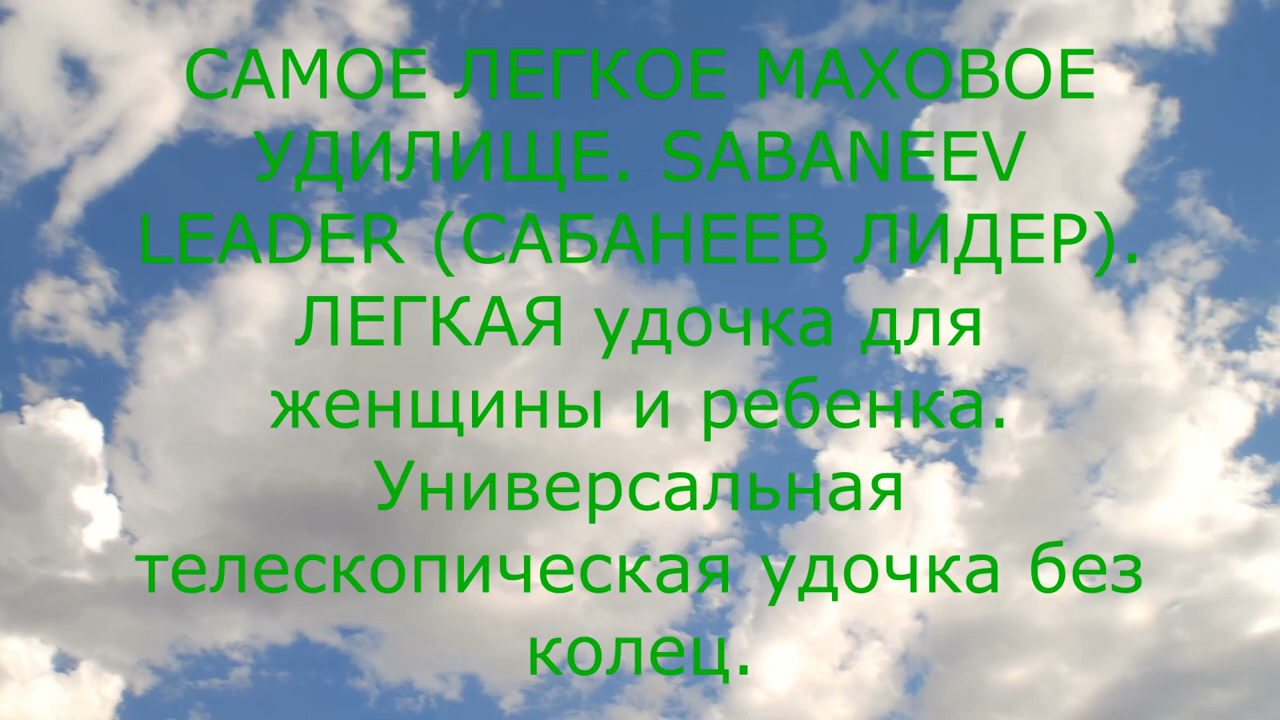 САМОЕ ЛЕГКОЕ МАХОВОЕ
УДИЛИЩЕ. SABANEEV
LEADER (САБАНЕЕВ ЛИДЕР).
ЛЕГКАЯ удочка для
женщины и ребенка.
Универсальная
телескопическая удочка без
колец.